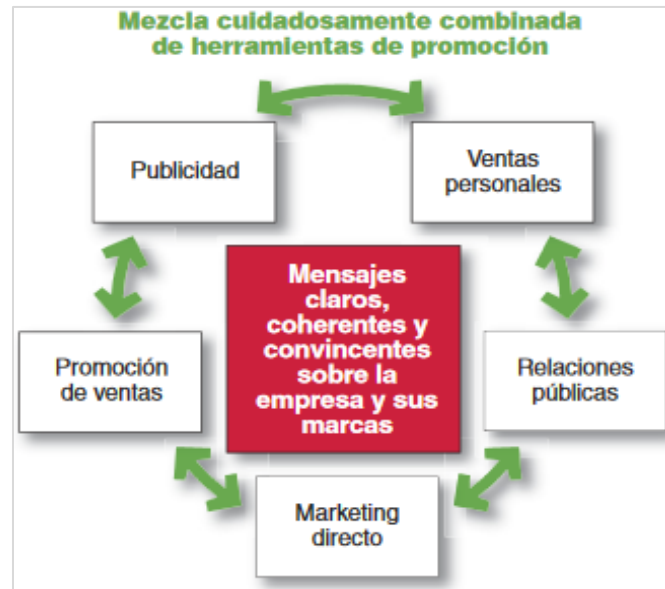 Mezcla cuidadosamente combinada
de herramientas de promoción
Publicidad
Ventas
personales
Mensajes
claros,
coherentes y
convincentes
sobre la
empresa y sus
marcas
Promoción
de ventas
Relaciones
públicas
Marketing
directo